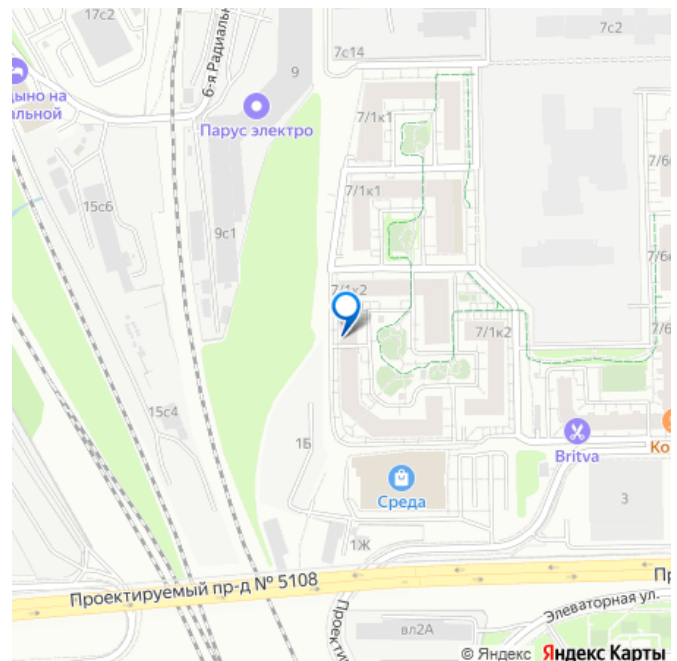 17с2
7с2
7с14
9
6-я Радиальн
дыно на
альной
Парус электро
7/1к1
7/1к1
7/6
15с6
9с1
7/6
7/1к2
7/1к2
7/6
15с4
1Б
Britva
Ко
Среда
3
1Ж
Проектируемый пр-д № 5108
Пр
Проекти
Элеваторная ул.
вл2А
© Яндекс Яндекс Карты